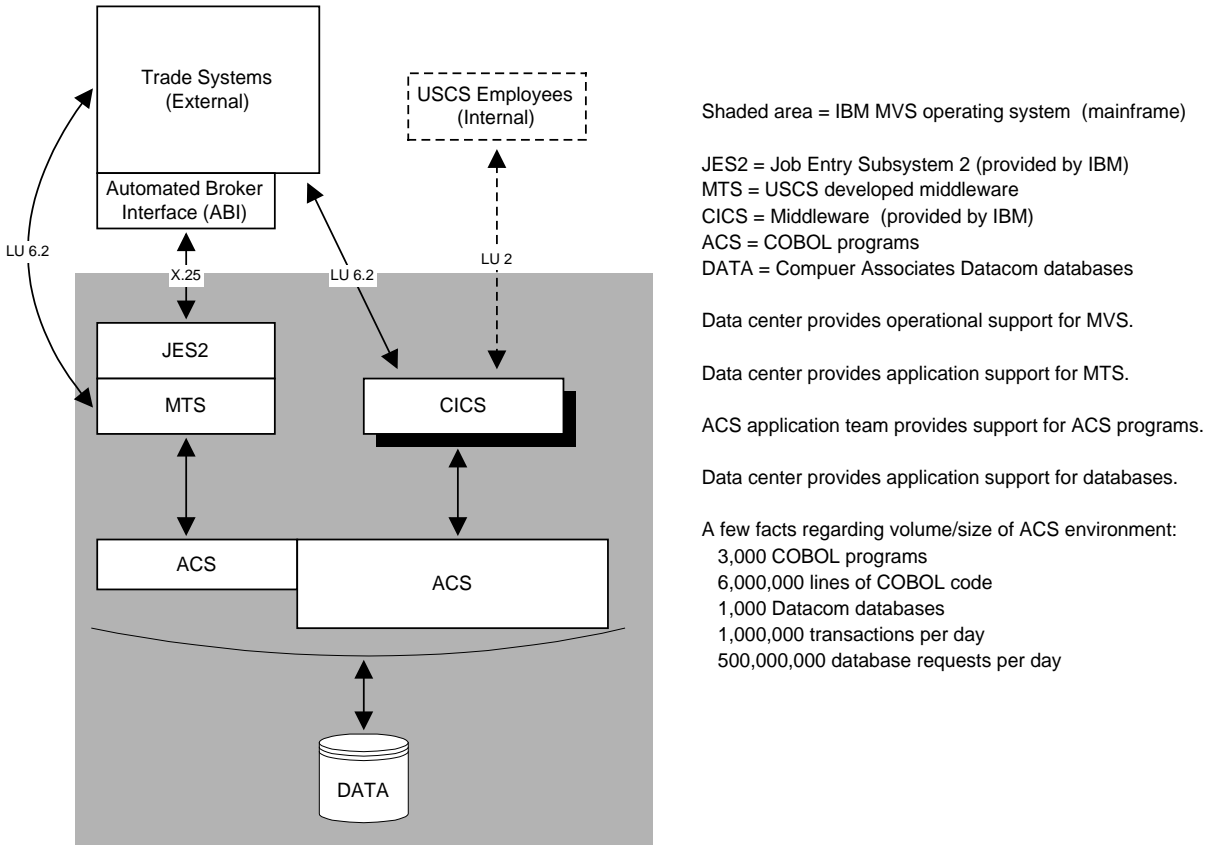 Trade Systems
(External)
USCS Employees
(Internal)
Automated Broker
Interface (ABI)
LU 6.2
X.25
LU 6.2
LU 2
JES2
MTS
CICS
ACS
ACS
DATA
Shaded area = IBM MVS operating system (mainframe)
JES2 = Job Entry Subsystem 2 (provided by IBM)
MTS = USCS developed middleware
CICS = Middleware (provided by IBM)
ACS = COBOL programs
DATA = Compuer Associates Datacom databases
Data center provides operational support for MVS.
Data center provides application support for MTS.
ACS application team provides support for ACS programs.
Data center provides application support for databases.
A few facts regarding volume/size of ACS environment:
3,000 COBOL programs
6,000,000 lines of COBOL code
1,000 Datacom databases
1,000,000 transactions per day
500,000,000 database requests per day